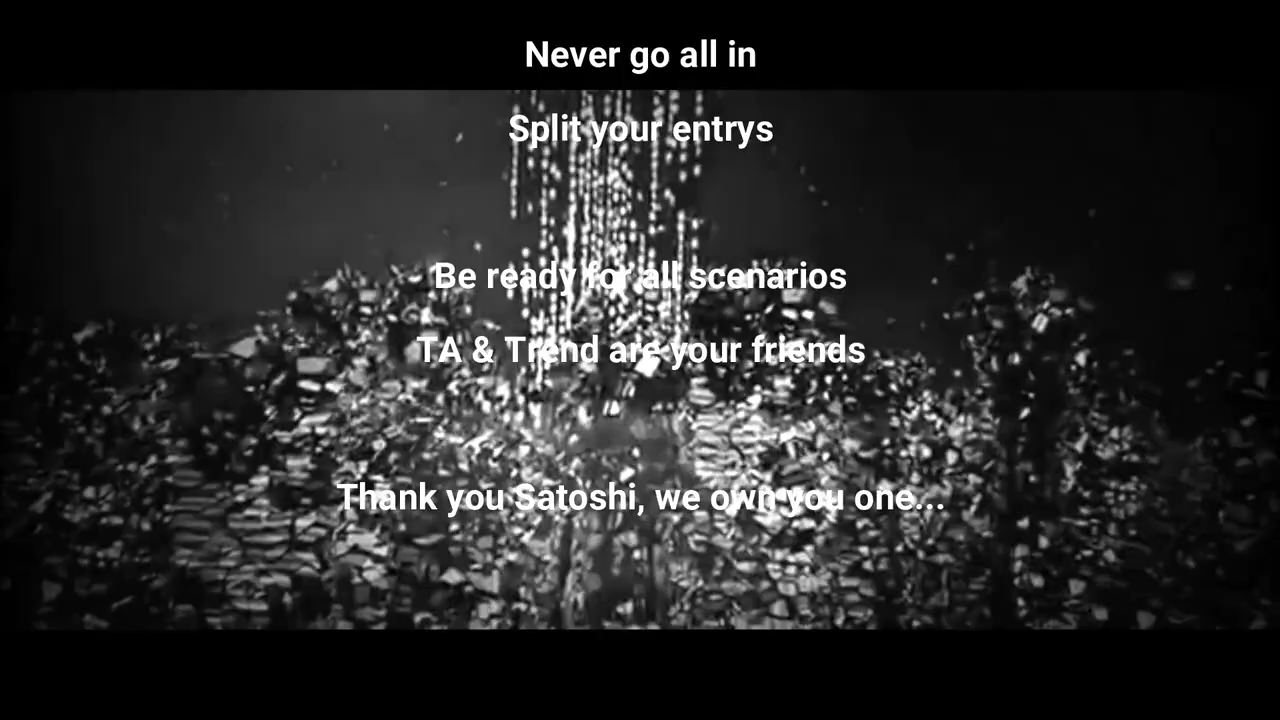 Never go all in
Split your entrys
Be ready for all scenarios
TA & Trend are your friends
Thank you Satoshi, we own you one...